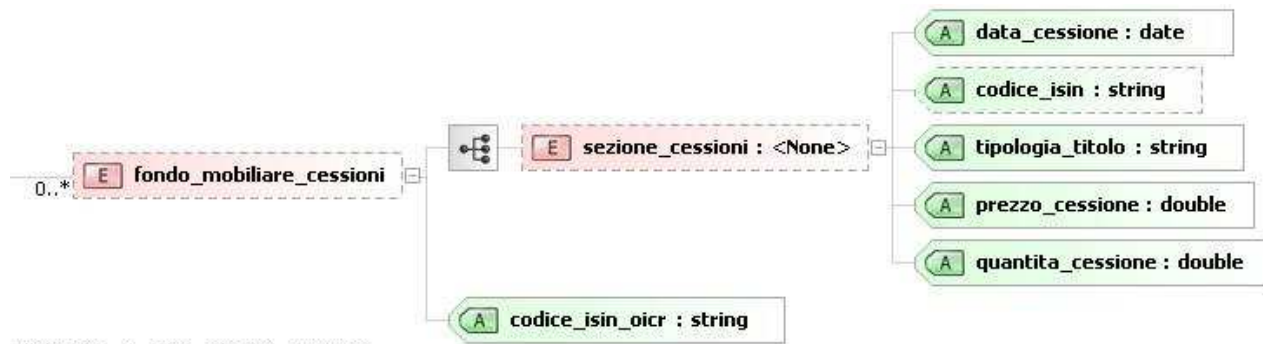 A data_cessione : date
A codice_isin : string
E sezione_cessioni : <None>
A tipologia_titolo : string
0..* E fondo_mobiliare_cessioni
A prezzo_cessione : double
A quantita_cessione : double
A codice_isin_oicr : string